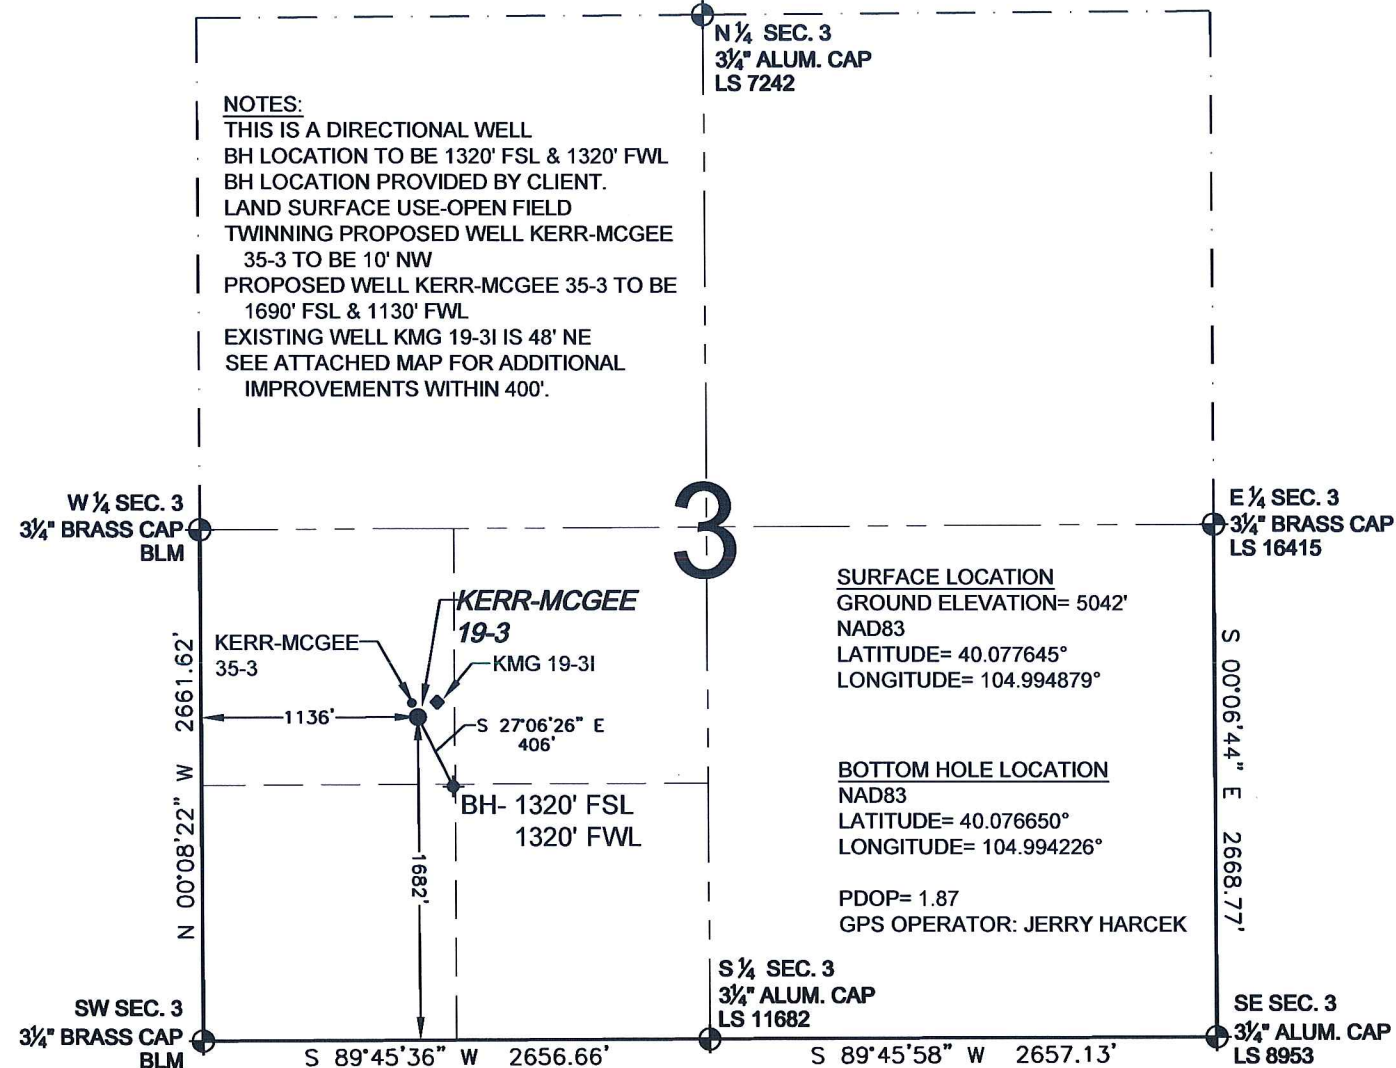 N ¼ SEC. 3
3¼" ALUM. CAP
LS 7242
NOTES:
THIS IS A DIRECTIONAL WELL
BH LOCATION TO BE 1320' FSL & 1320' FWL
BH LOCATION PROVIDED BY CLIENT.
LAND SURFACE USE-OPEN FIELD
TWINNING PROPOSED WELL KERR-MCGEE
35-3 TO BE 10' NW
PROPOSED WELL KERR-MCGEE 35-3 TO BE
1690' FSL & 1130' FWL
EXISTING WELL KMG 19-3I IS 48' NE
SEE ATTACHED MAP FOR ADDITIONAL
IMPROVEMENTS WITHIN 400'.
W ¼ SEC. 3
3¼" BRASS CAP
BLM
3
E ¼ SEC. 3
3¼" BRASS CAP
LS 16415
KERR-MCGEE
19-3
KERR-MCGEE
35-3
KMG 19-3I
1136'
S 27°06'26" E
406'
BH- 1320' FSL
1320' FWL
1682'
N 00°08'22" W 2661.62'
SURFACE LOCATION
GROUND ELEVATION= 5042'
NAD83
LATITUDE= 40.077645°
LONGITUDE= 104.994879°
BOTTOM HOLE LOCATION
NAD83
LATITUDE= 40.076650°
LONGITUDE= 104.994226°
PDOP= 1.87
GPS OPERATOR: JERRY HARCEK
S 00°06'44" E 2668.77'
SW SEC. 3
3¼" BRASS CAP
BLM
S 89°45'36" W 2656.66'
S ¼ SEC. 3
3¼" ALUM. CAP
LS 11682
S 89°45'58" W 2657.13'
SE SEC. 3
3¼" ALUM. CAP
LS 8953